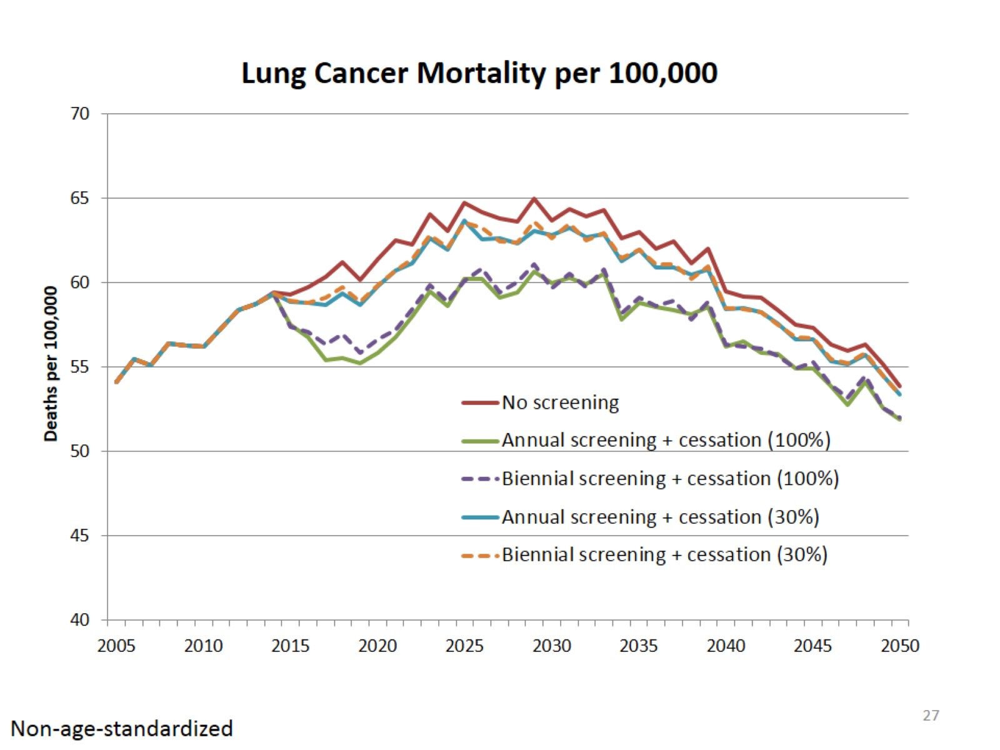 Lung Cancer Mortality per 100,000
70
65
60
55
50
45
40
Deaths per 100,000
No screening
Annual screening + cessation (100%)
Biennial screening + cessation (100%)
Annual screening + cessation (30%)
Biennial screening + cessation (30%)
2005 2010 2015 2020 2025 2030 2035 2040 2045 2050
27
Non-age-standardized